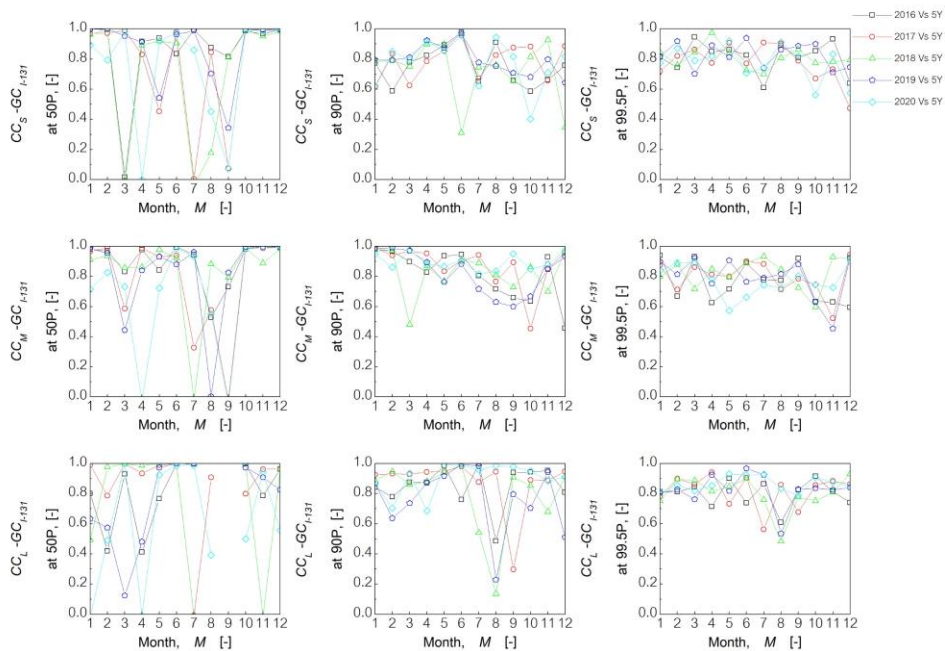 2016 Vs 5Y
2017 Vs 5Y
2018 Vs 5Y
2019 Vs 5Y
2020 Vs 5Y
CC_S -GC_I-131
at 50P, [-]
1.0
0.8
0.6
0.4
0.2
0.0
1 2 3 4 5 6 7 8 9 10 11 12
Month, M [-]
CC_S -GC_I-131
at 90P, [-]
1.0
0.8
0.6
0.4
0.2
0.0
1 2 3 4 5 6 7 8 9 10 11 12
Month, M [-]
CC_S -GC_I-131
at 99.5P, [-]
1.0
0.8
0.6
0.4
0.2
0.0
1 2 3 4 5 6 7 8 9 10 11 12
Month, M [-]
CC_M -GC_I-131
at 50P, [-]
1.0
0.8
0.6
0.4
0.2
0.0
1 2 3 4 5 6 7 8 9 10 11 12
Month, M [-]
CC_M -GC_I-131
at 90P, [-]
1.0
0.8
0.6
0.4
0.2
0.0
1 2 3 4 5 6 7 8 9 10 11 12
Month, M [-]
CC_M -GC_I-131
at 99.5P, [-]
1.0
0.8
0.6
0.4
0.2
0.0
1 2 3 4 5 6 7 8 9 10 11 12
Month, M [-]
CC_L -GC_I-131
at 50P, [-]
1.0
0.8
0.6
0.4
0.2
0.0
1 2 3 4 5 6 7 8 9 10 11 12
Month, M [-]
CC_L -GC_I-131
at 90P, [-]
1.0
0.8
0.6
0.4
0.2
0.0
1 2 3 4 5 6 7 8 9 10 11 12
Month, M [-]
CC_L -GC_I-131
at 99.5P, [-]
1.0
0.8
0.6
0.4
0.2
0.0
1 2 3 4 5 6 7 8 9 10 11 12
Month, M [-]